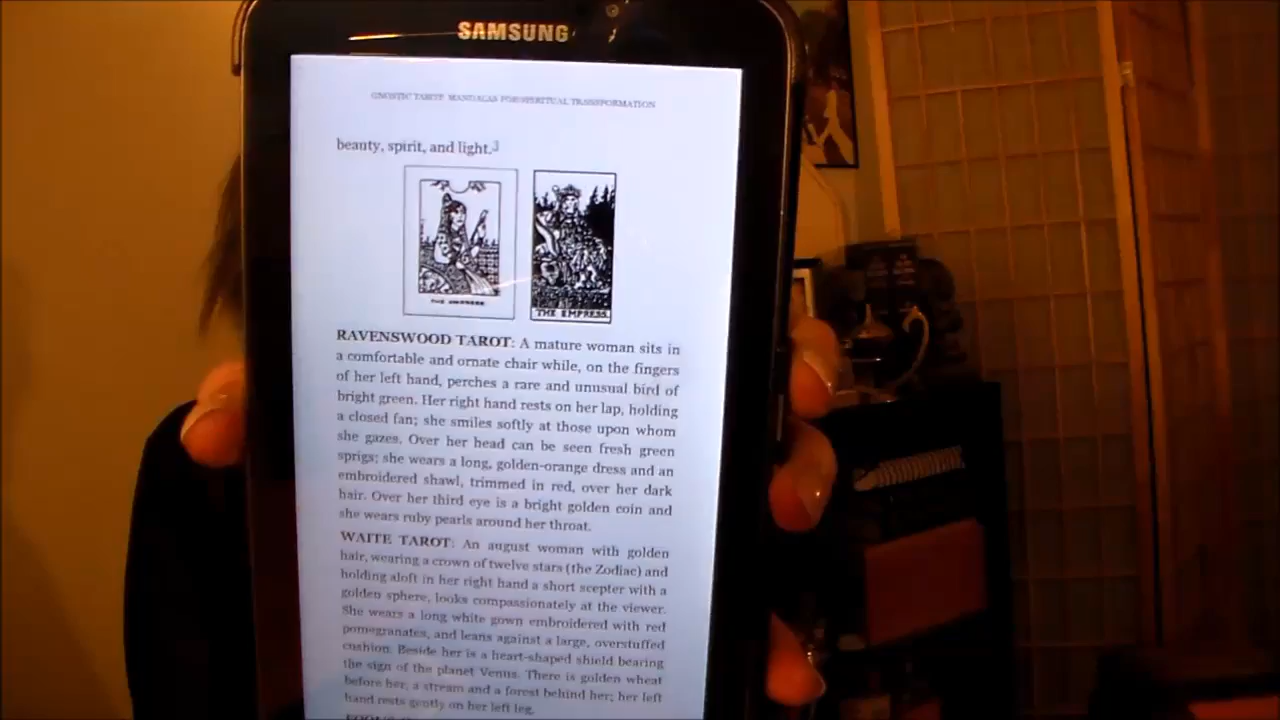 SAMSUNG
GNOSTIC TAROT: MANDALAS FOR SPIRITUAL TRANSFORMATION
beauty, spirit, and light.3
THE EMPRESS
THE EMPRESS.
RAVENSWOOD TAROT: A mature woman sits in
a comfortable and ornate chair while, on the fingers
of her left hand, perches a rare and unusual bird of
bright green. Her right hand rests on her lap, holding
a closed fan; she smiles softly at those upon whom
she gazes. Over her head can be seen fresh green
sprigs; she wears a long, golden-orange dress and an
embroidered shawl, trimmed in red, over her dark
hair. Over her third eye is a bright golden coin and
she wears ruby pearls around her throat.
WAITE TAROT: An august woman with golden
hair, wearing a crown of twelve stars (the Zodiac) and
holding aloft in her right hand a short scepter with a
golden sphere, looks compassionately at the viewer.
She wears a long white gown embroidered with red
pomegranates, and leans against a large, overstuffed
cushion. Beside her is a heart-shaped shield bearing
the sign of the planet Venus. There is golden wheat
before her, a stream and a forest behind her; her left
hand rests gently on her left leg.